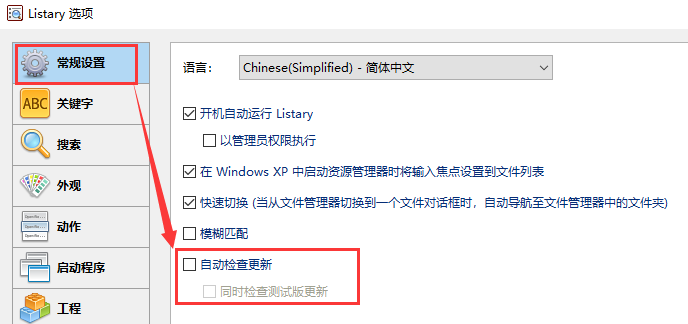 Listary 选项
常规设置
关键字
搜索
外观
动作
启动程序
工程
语言：
Chinese(Simplified) - 简体中文
开机自动运行 Listary
以管理员权限执行
在 Windows XP 中启动资源管理器时将输入焦点设置到文件列表
快速切换 (当从文件管理器切换到一个文件对话框时，自动导航至文件管理器中的文件夹)
模糊匹配
自动检查更新
同时检查测试版更新
ABC